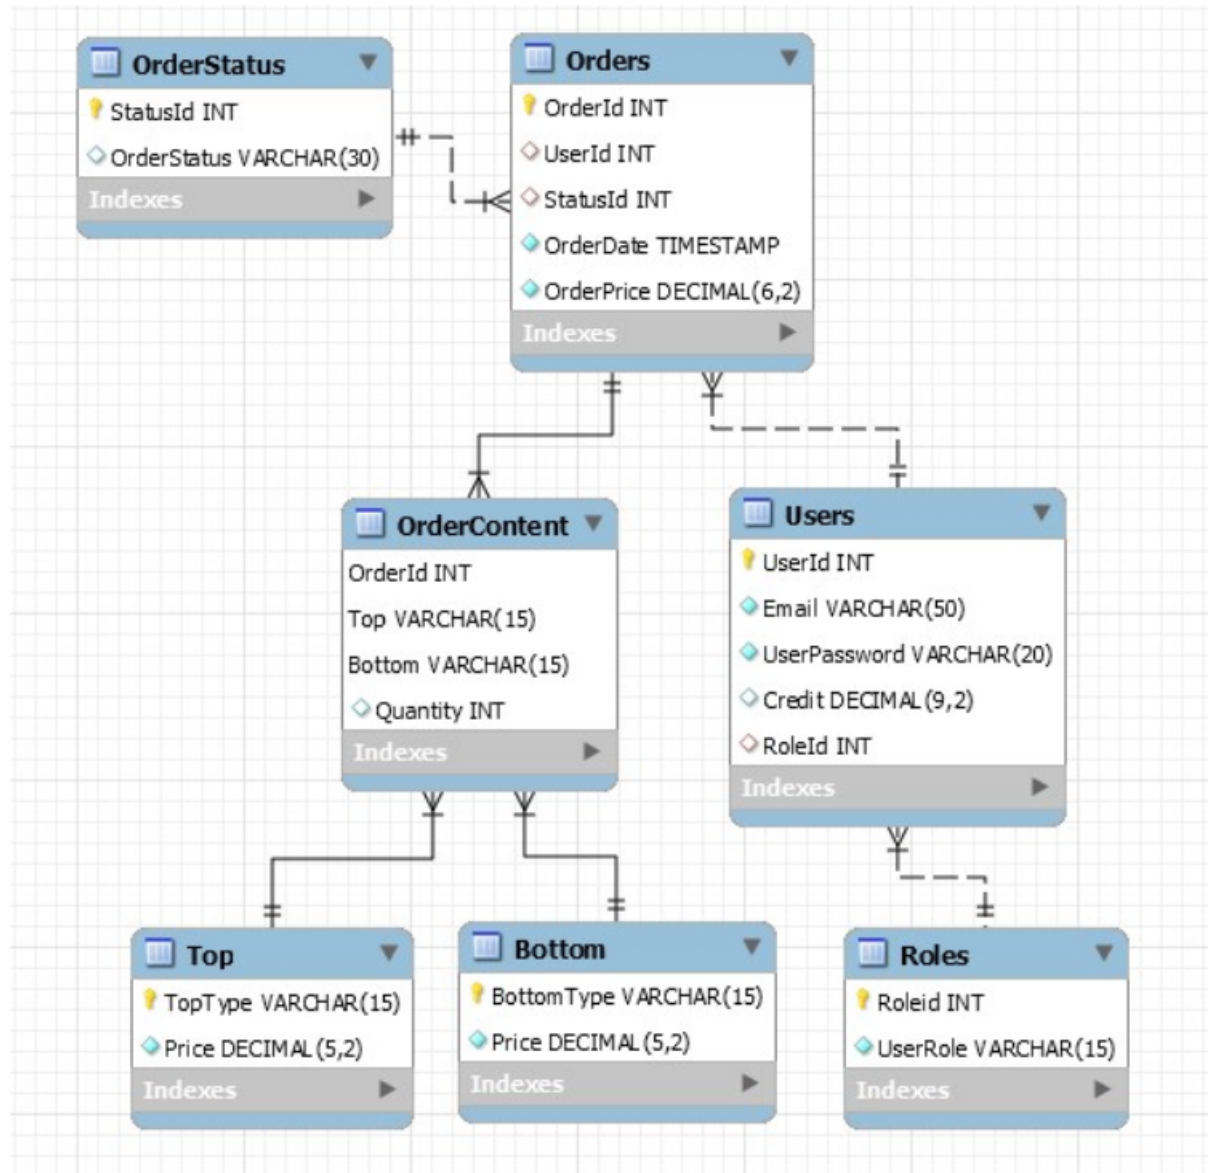 OrderStatus
StatusId INT
OrderStatus VARCHAR(30)
Indexes
Orders
OrderId INT
UserId INT
StatusId INT
OrderDate TIMESTAMP
OrderPrice DECIMAL(6,2)
Indexes
OrderContent
OrderId INT
Top VARCHAR(15)
Bottom VARCHAR(15)
Quantity INT
Indexes
Users
UserId INT
Email VARCHAR(50)
UserPassword VARCHAR(20)
Credit DECIMAL(9,2)
RoleId INT
Indexes
Top
TopType VARCHAR(15)
Price DECIMAL(5,2)
Indexes
Bottom
BottomType VARCHAR(15)
Price DECIMAL(5,2)
Indexes
Roles
Roleid INT
UserRole VARCHAR(15)
Indexes